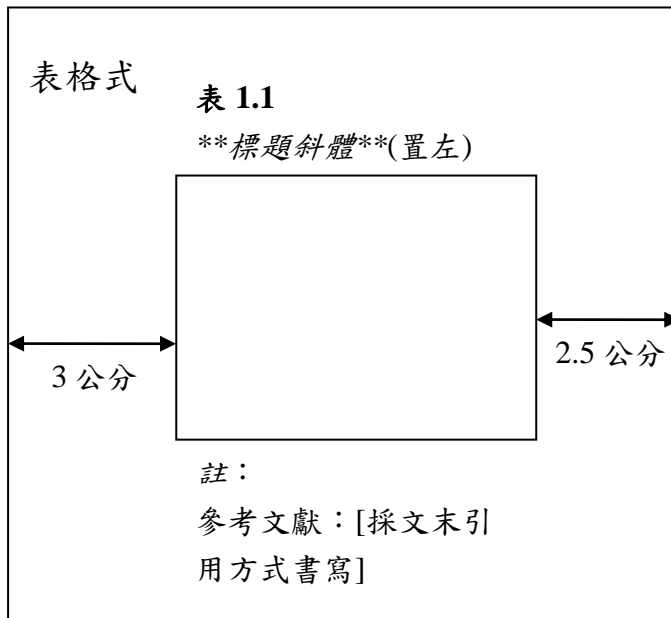 表格式
表 1.1
**標題斜體**(置左)
3 公分
2.5 公分
註：
參考文獻：[採文末引
用方式書寫]